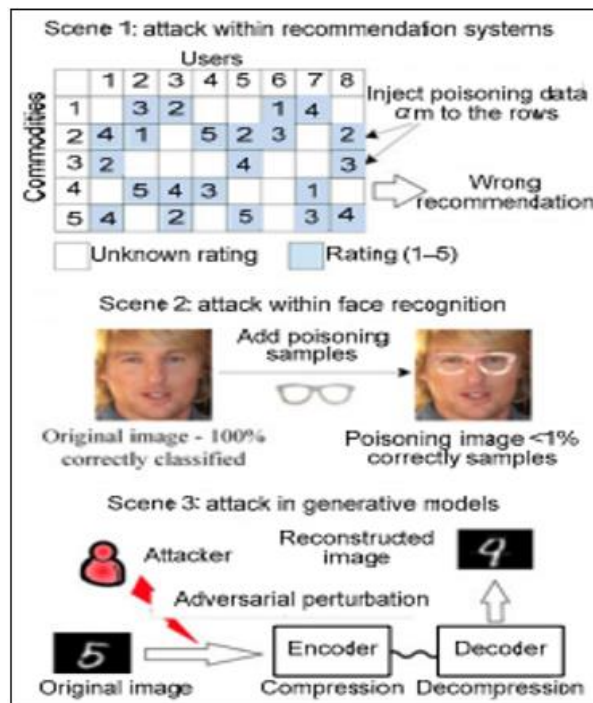 Scene 1: attack within recommendation systems
Users
1 2 3 4 5 6 7 8
Commodities
1 3 2 1 4
2 4 1 5 2 3 2
3 2 4 3
4 5 4 3 1
5 4 2 5 3 4
Inject poisoning data
αm to the rows
Wrong
recommendation
Unknown rating
Rating (1–5)
Scene 2: attack within face recognition
Add poisoning
samples
Original image - 100%
correctly classified
Poisoning image <1%
correctly samples
Scene 3: attack in generative models
Attacker
Reconstructed
image
9
Adversarial perturbation
5
Encoder
Decoder
Original image
Compression
Decompression